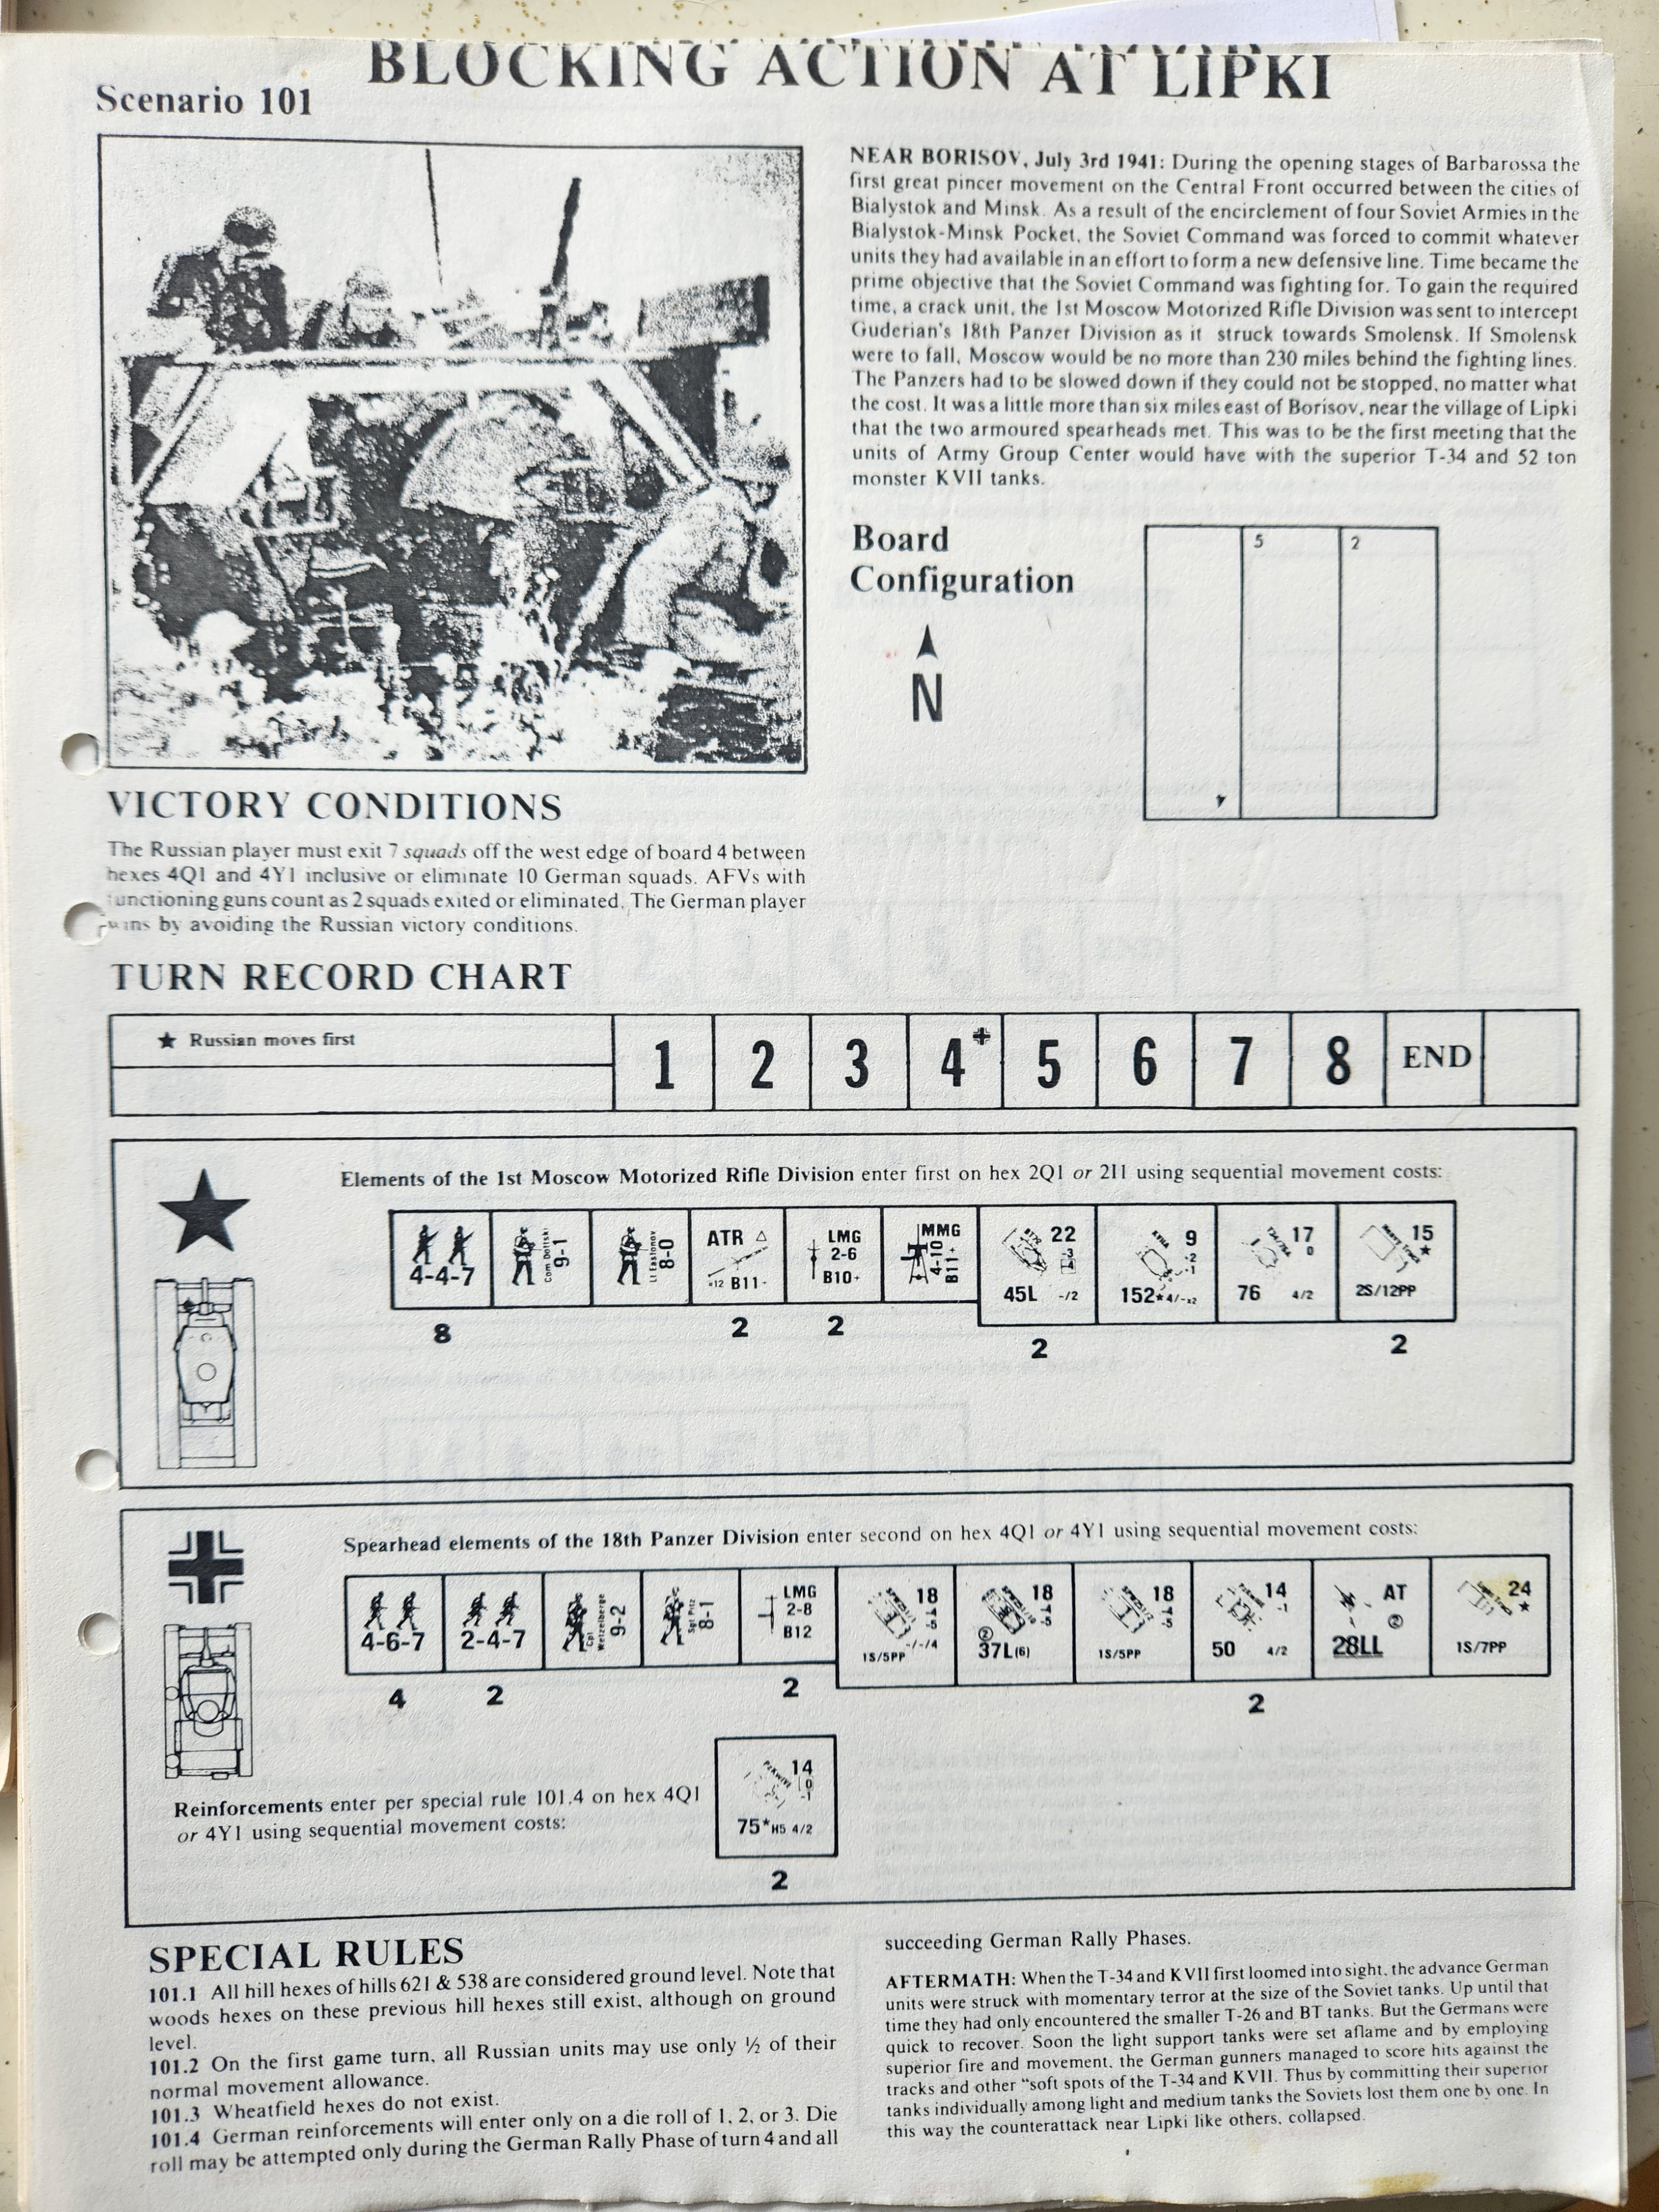 BLOCKING ACTION AT LIPKI
Scenario 101
NEAR BORISOV, July 3rd 1941: During the opening stages of Barbarossa the
first great pincer movement on the Central Front occurred between the cities of
Bialystok and Minsk. As a result of the encirclement of four Soviet Armies in the
Bialystok-Minsk Pocket, the Soviet Command was forced to commit whatever
units they had available in an effort to form a new defensive line. Time became the
prime objective that the Soviet Command was fighting for. To gain the required
time, a crack unit, the 1st Moscow Motorized Rifle Division was sent to intercept
Guderian's 18th Panzer Division as it struck towards Smolensk. If Smolensk
were to fall, Moscow would be no more than 230 miles behind the fighting lines.
The Panzers had to be slowed down if they could not be stopped, no matter what
the cost. It was a little more than six miles east of Borisov, near the village of Lipki
that the two armoured spearheads met. This was to be the first meeting that the
units of Army Group Center would have with the superior T-34 and 52 ton
monster KVII tanks.
Board
Configuration
N
5
2
VICTORY CONDITIONS
The Russian player must exit 7 squads off the west edge of board 4 between
hexes 4Q1 and 4Y1 inclusive or eliminate 10 German squads. AFVs with
functioning guns count as 2 squads exited or eliminated. The German player
wins by avoiding the Russian victory conditions.
TURN RECORD CHART
★ Russian moves first
1 2 3 4 5 6 7 8 END
Elements of the 1st Moscow Motorized Rifle Division enter first on hex 2Q1 or 2I1 using sequential movement costs:
4-4-7
9-1
8-0
ATR
B11
LMG
2-6
B10
MMG
4-10
B11
22
45L -/2
9
152
17
0
76 4/2
15
2S/12PP
8
2
2
2
2
Spearhead elements of the 18th Panzer Division enter second on hex 4Q1 or 4Y1 using sequential movement costs:
4-6-7
2-4-7
9-2
8-1
LMG
2-8
B12
18
1S/5PP -/-/4
18
37L(6)
18
1S/5PP
14
-1
50 4/2
AT
28LL
24
1S/7PP
4
2
2
2
Reinforcements enter per special rule 101.4 on hex 4Q1
or 4Y1 using sequential movement costs:
14
0
-1
75* H5 4/2
2
SPECIAL RULES
101.1 All hill hexes of hills 621 & 538 are considered ground level. Note that
woods hexes on these previous hill hexes still exist, although on ground
level.
101.2 On the first game turn, all Russian units may use only ½ of their
normal movement allowance.
101.3 Wheatfield hexes do not exist.
101.4 German reinforcements will enter only on a die roll of 1, 2, or 3. Die
roll may be attempted only during the German Rally Phase of turn 4 and all
succeeding German Rally Phases.
AFTERMATH: When the T-34 and KVII first loomed into sight, the advance German
units were struck with momentary terror at the size of the Soviet tanks. Up until that
time they had only encountered the smaller T-26 and BT tanks. But the Germans were
quick to recover. Soon the light support tanks were set aflame and by employing
superior fire and movement, the German gunners managed to score hits against the
tracks and other "soft spots of the T-34 and KVII. Thus by committing their superior
tanks individually among light and medium tanks the Soviets lost them one by one. In
this way the counterattack near Lipki like others, collapsed.